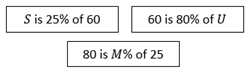 S is 25% of 60
60 is 80% of U
80 is M% of 25